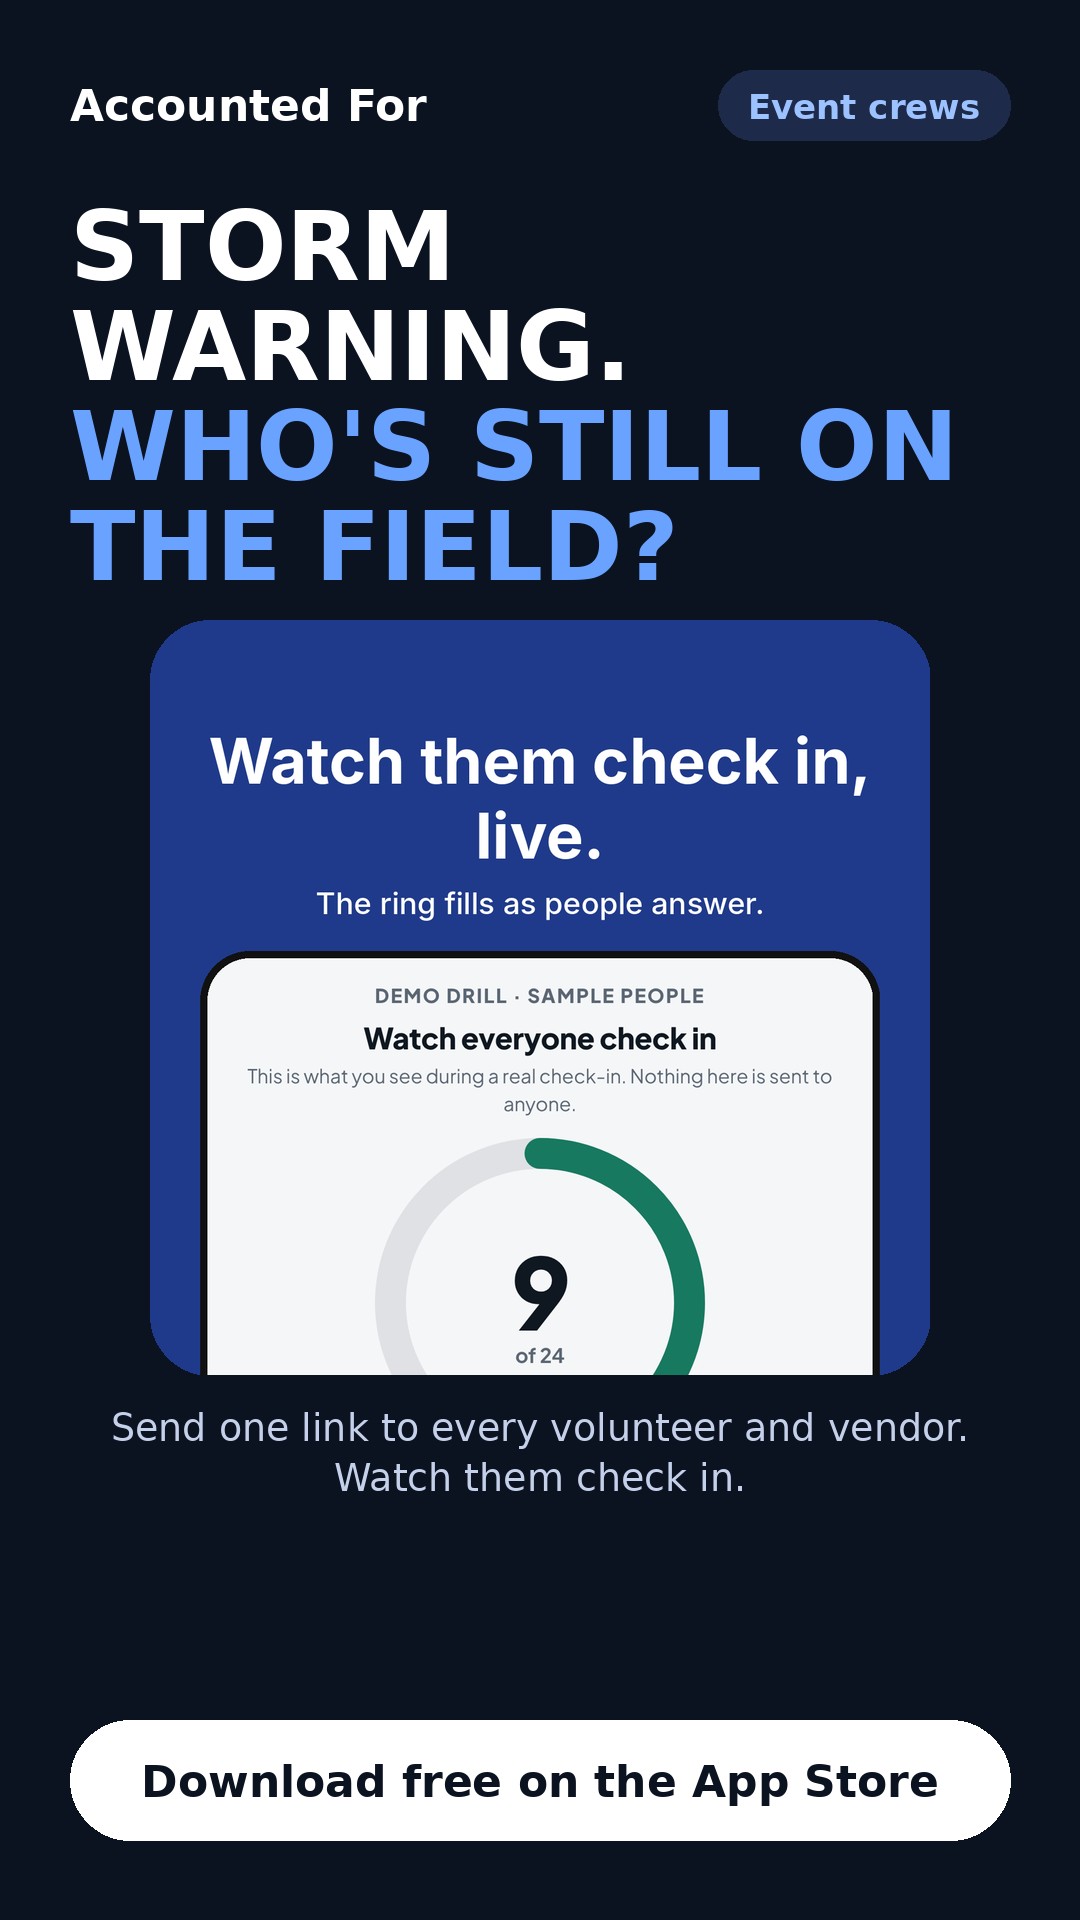 Accounted For
Event crews
STORM
WARNING.
WHO'S STILL ON
THE FIELD?
Watch them check in,
live.
The ring fills as people answer.
DEMO DRILL · SAMPLE PEOPLE
Watch everyone check in
This is what you see during a real check-in. Nothing here is sent to
anyone.
9
of 24
Send one link to every volunteer and vendor.
Watch them check in.
Download free on the App Store